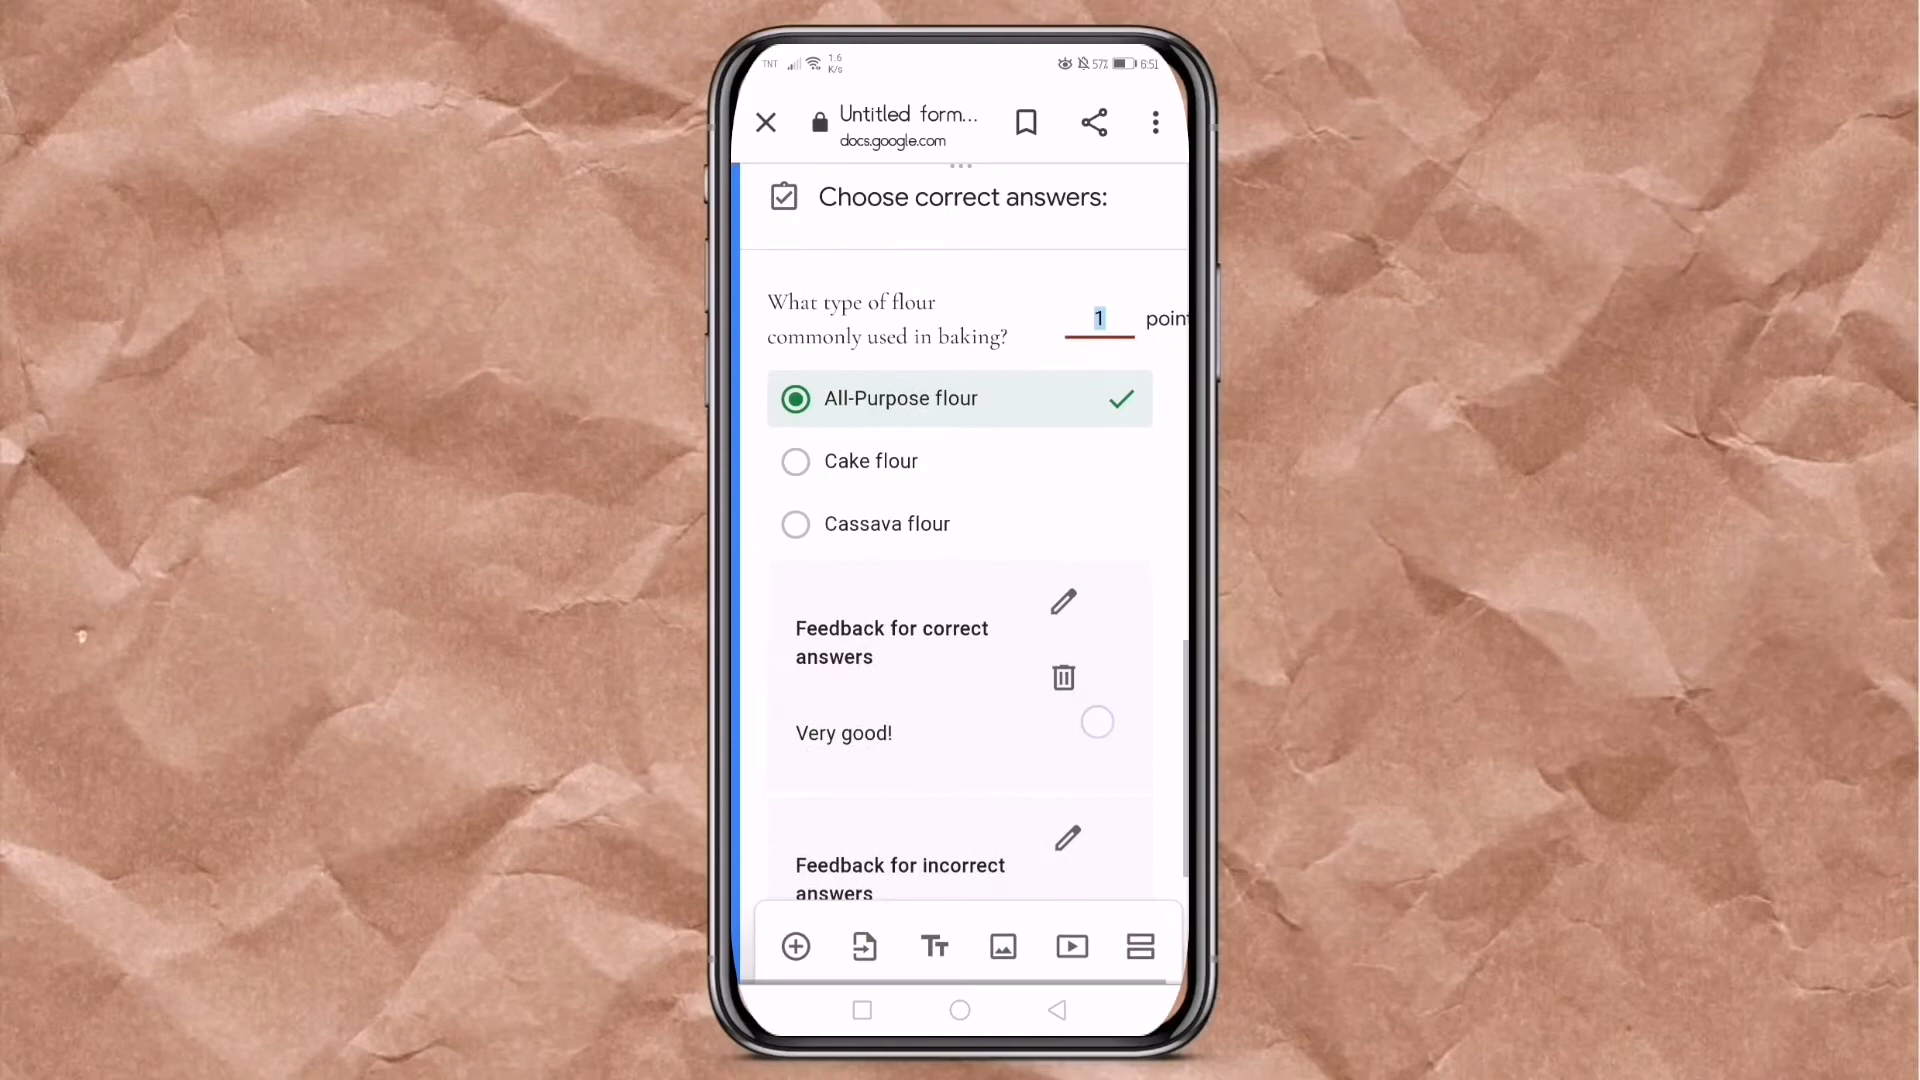 TNT 1.6 K/s 57% 6:51
Untitled form...
docs.google.com
Choose correct answers:
What type of flour
commonly used in baking?
1 point
All-Purpose flour
Cake flour
Cassava flour
Feedback for correct
answers
Very good!
Feedback for incorrect
answers